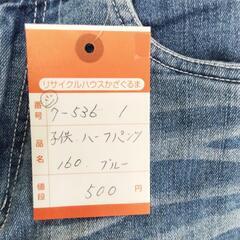 リサイクルハウスかざぐるま
シ
番号 7-536 1
品名 子供 ハーフパンツ
160. ブルー
値段 500 円